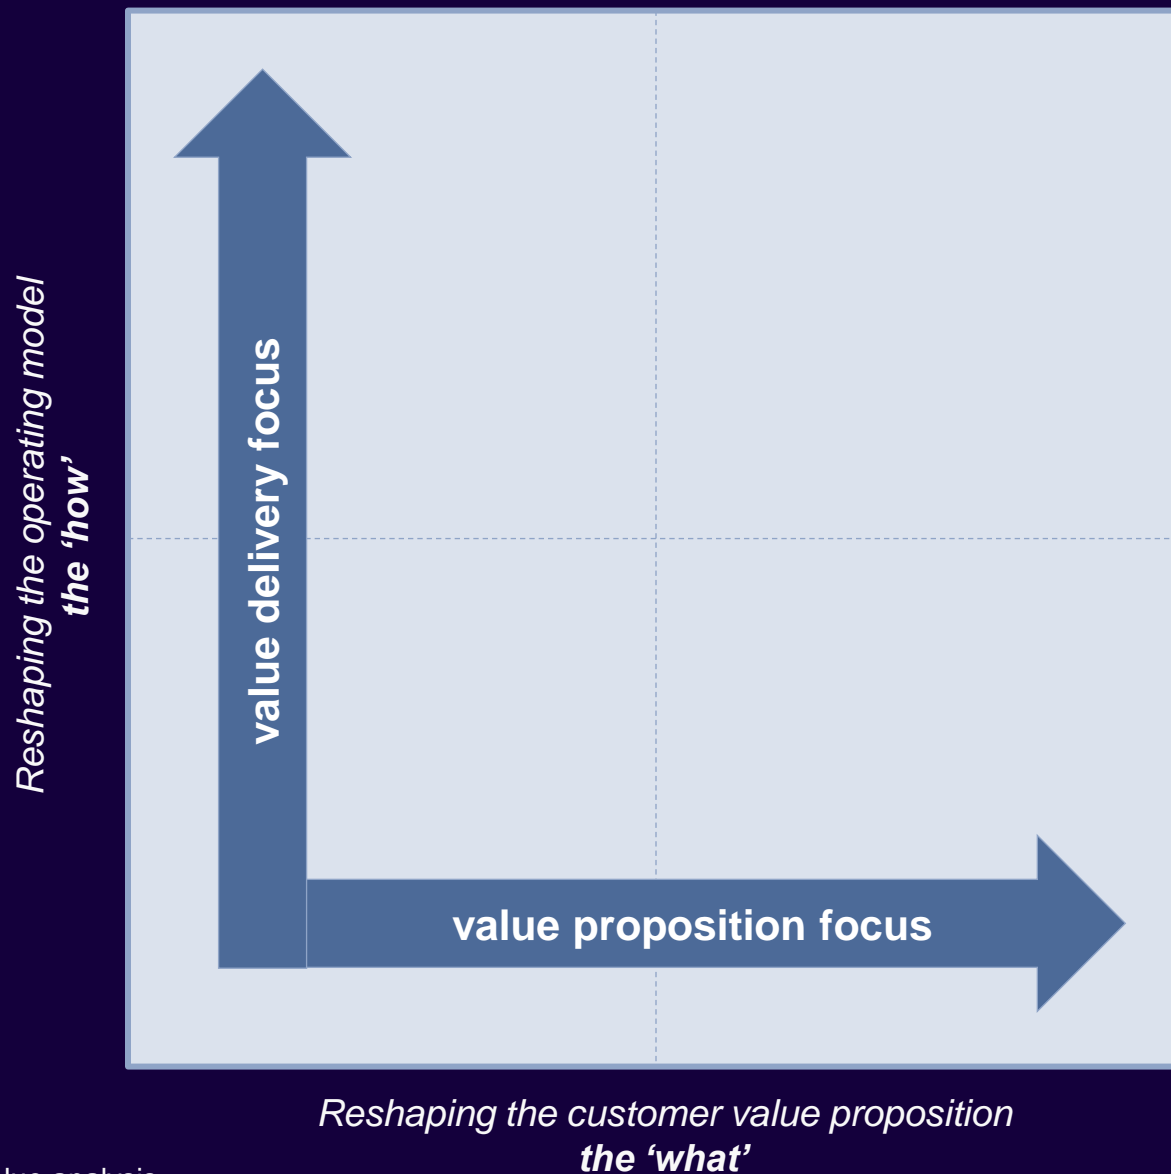 Reshaping the operating model
the ‘how’
value delivery focus
value proposition focus
Reshaping the customer value proposition
the ‘what’
analysis